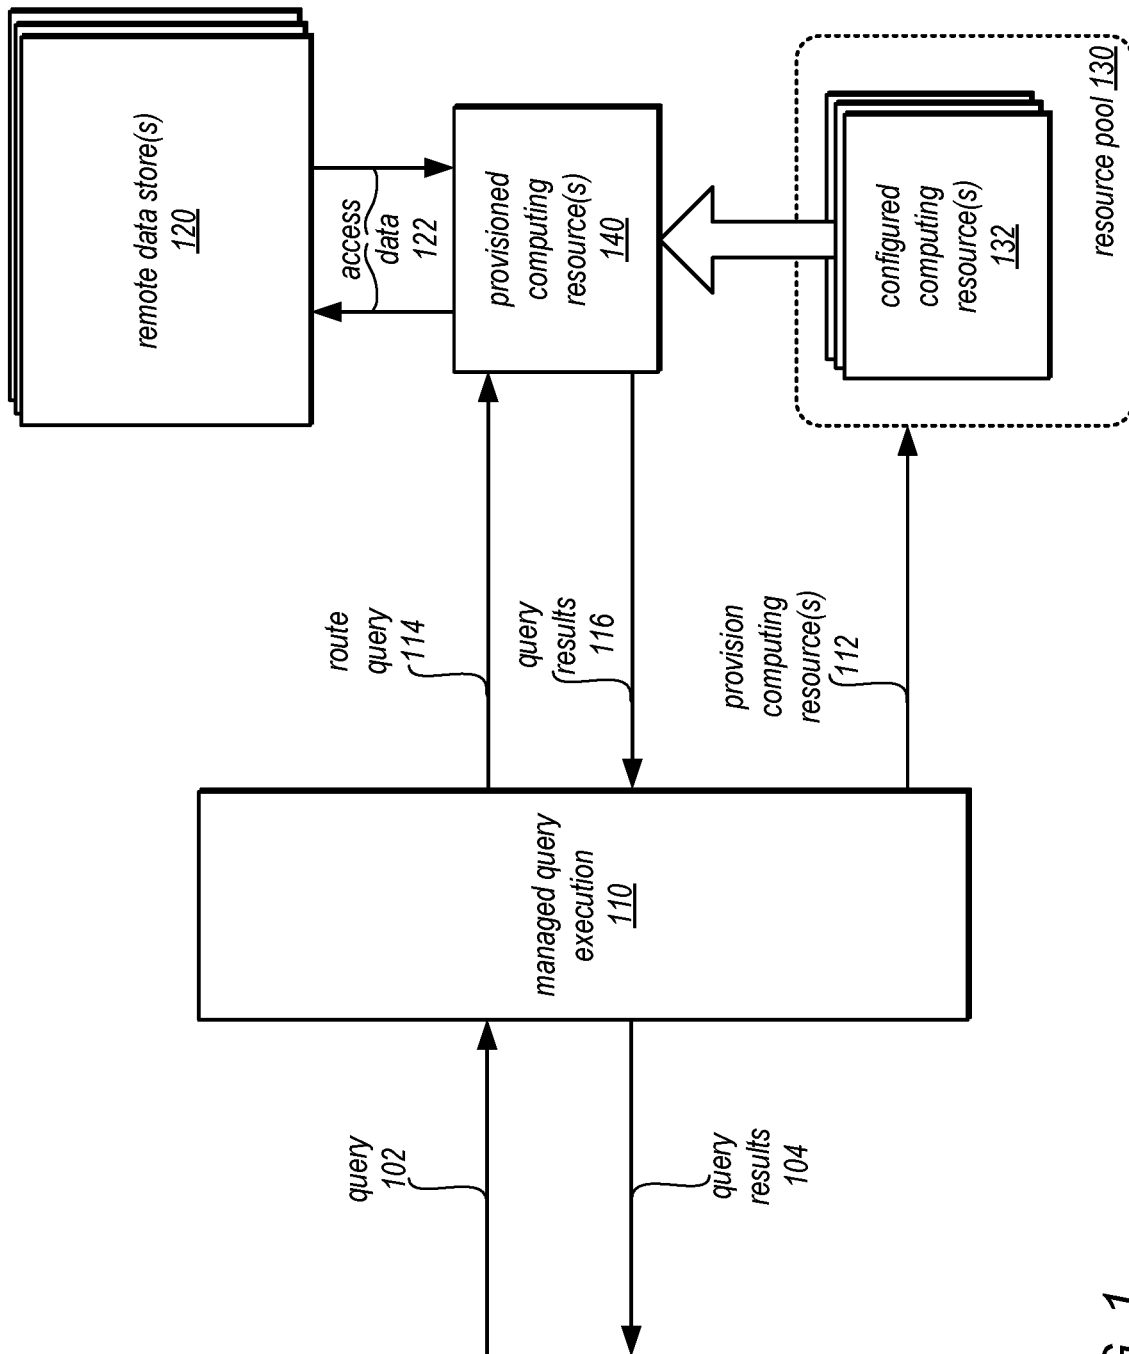 remote data store(s)
120
access
data
122
provisioned
computing
resource(s)
140
configured
computing
resource(s)
132
resource pool 130
route
query
114
query
results
116
provision
computing
resource(s)
112
managed query
execution
110
query
102
query
results
104
G. 1